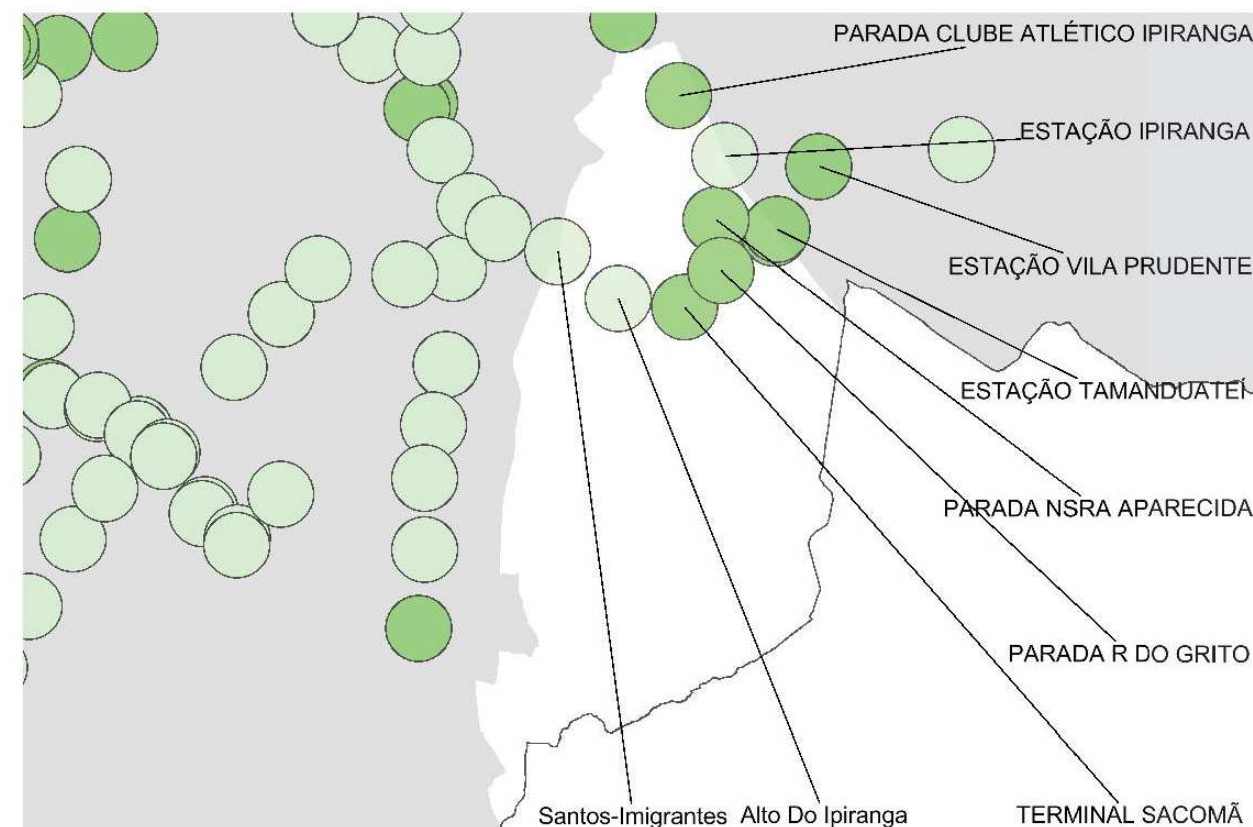 PARADA CLUBE ATLÉTICO IPIRANGA
ESTAÇÃO IPIRANGA
ESTAÇÃO VILA PRUDENTE
ESTAÇÃO TAMANDUATEÍ
PARADA NSRA APARECIDA
PARADA R DO GRITO
Santos-Imigrantes Alto Do Ipiranga TERMINAL SACOMÃ